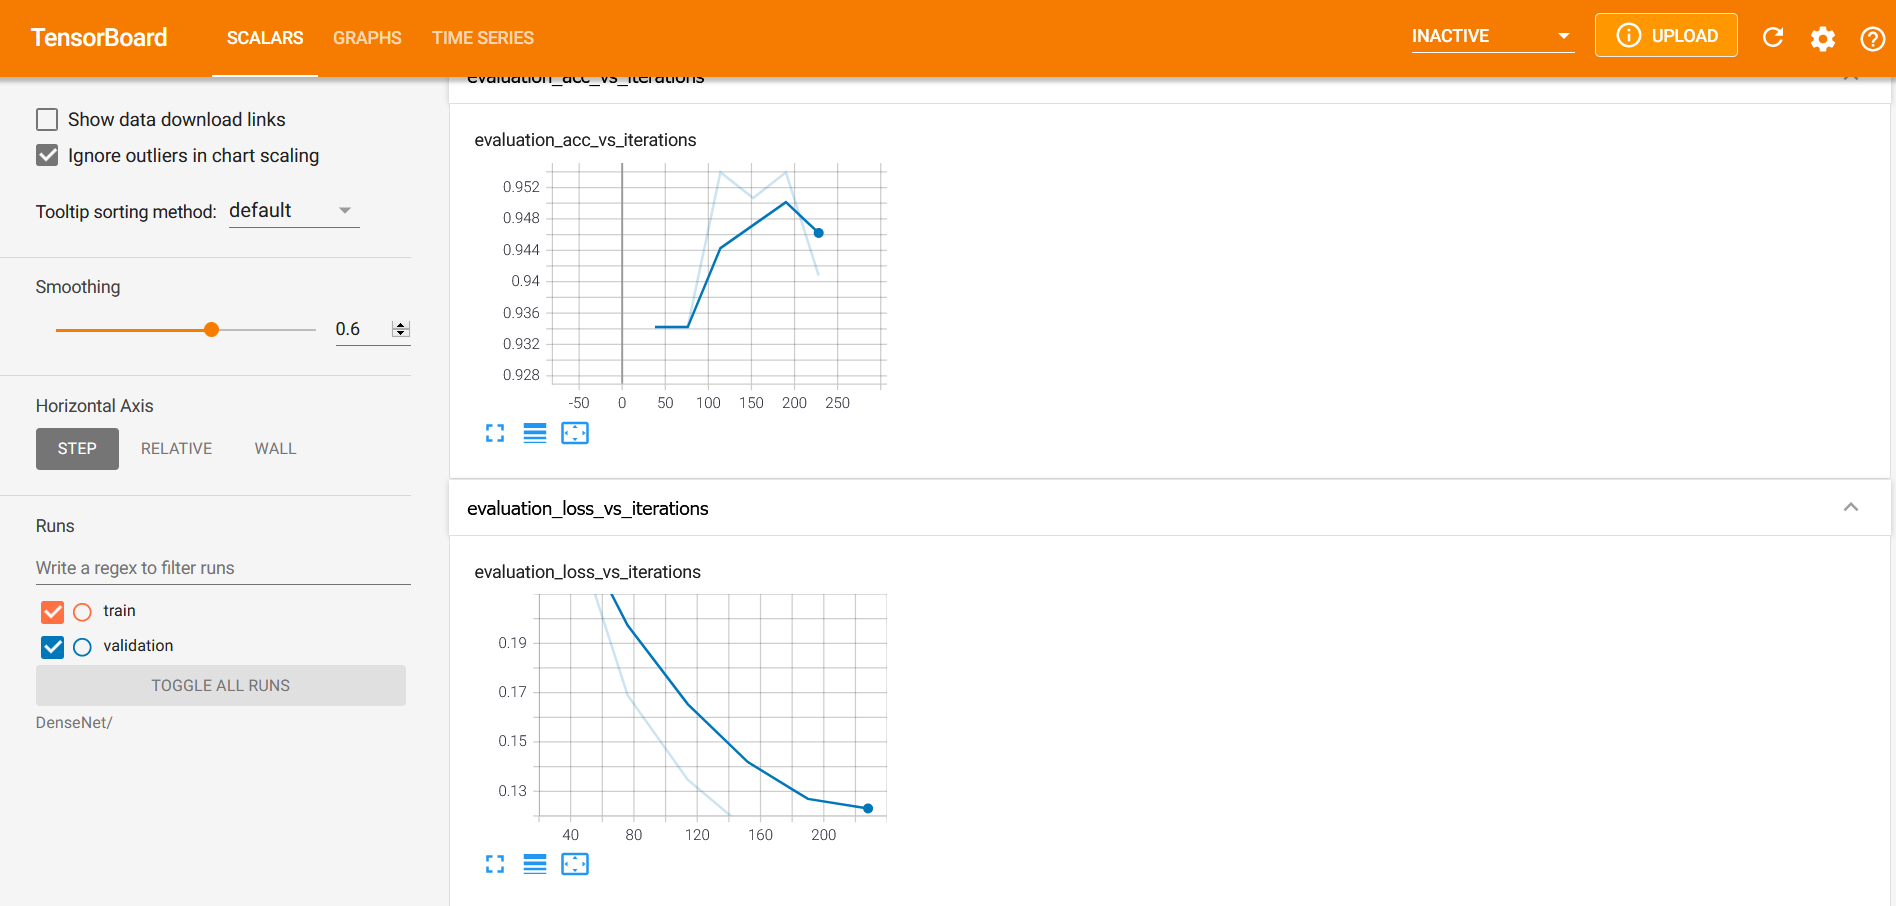 TensorBoard SCALARS GRAPHS TIME SERIES INACTIVE UPLOAD
Show data download links
Ignore outliers in chart scaling
Tooltip sorting method: default
Smoothing
0.6
Horizontal Axis
STEP RELATIVE WALL
Runs
Write a regex to filter runs
train
validation
TOGGLE ALL RUNS
DenseNet/
evaluation_acc_vs_iterations
evaluation_acc_vs_iterations
0.952
0.948
0.944
0.94
0.936
0.932
0.928
-50 0 50 100 150 200 250
evaluation_loss_vs_iterations
evaluation_loss_vs_iterations
0.19
0.17
0.15
0.13
40 80 120 160 200